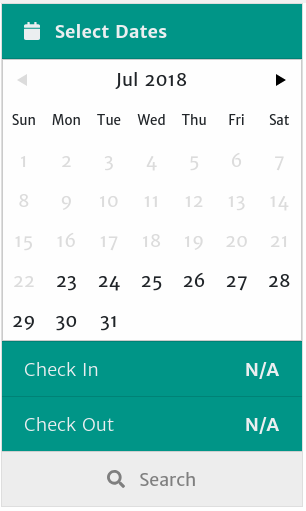 Select Dates
Jul 2018
Sun Mon Tue Wed Thu Fri Sat
1 2 3 4 5 6 7
8 9 10 11 12 13 14
15 16 17 18 19 20 21
22 23 24 25 26 27 28
29 30 31
Check In N/A
Check Out N/A
Search